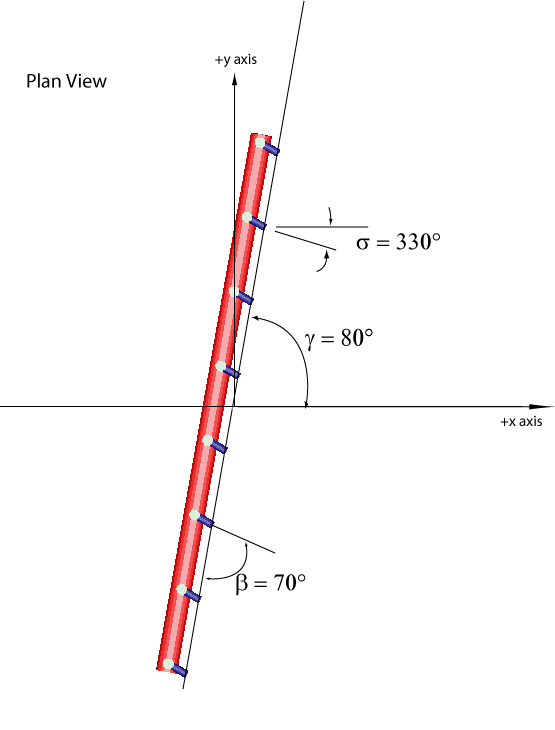 +y axis
Plan View
σ = 330°
γ = 80°
+x axis
β = 70°